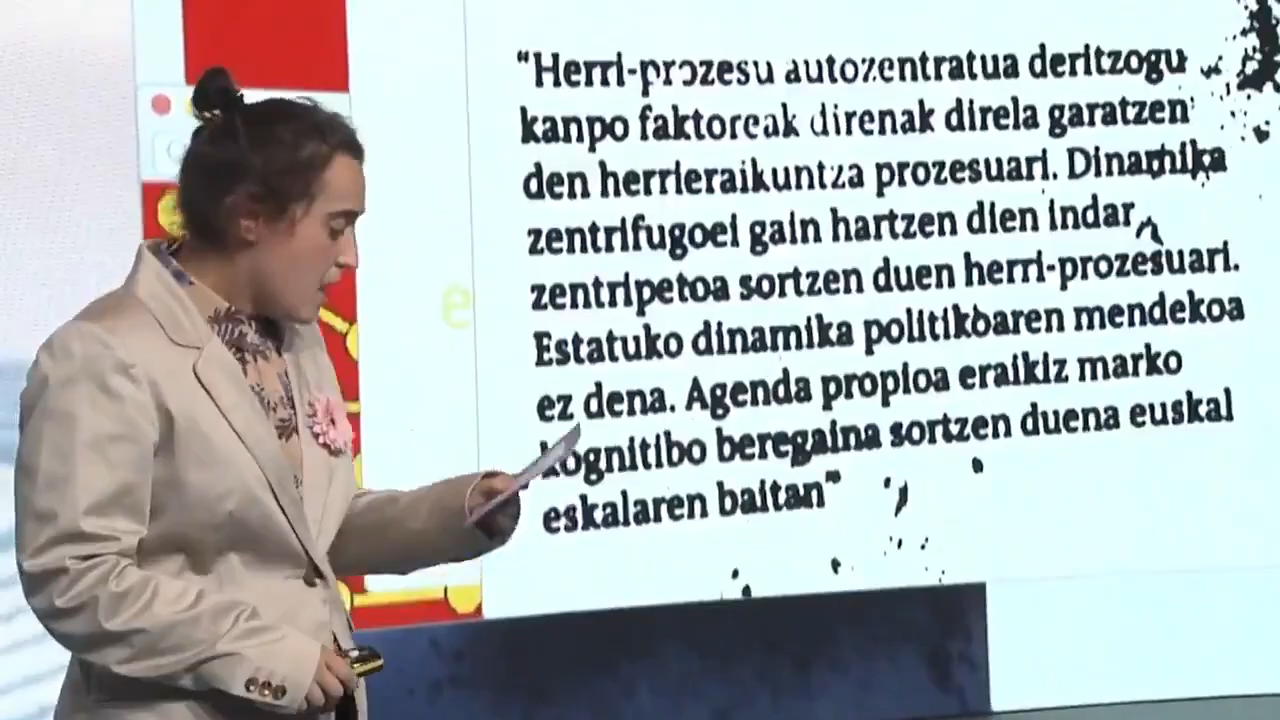 “Herri-prozesu autozentratua deritzogu
kanpo faktoreak direnak direla garatzen
den herrieraikuntza prozesuari. Dinamika
zentrifugoei gain hartzen dien indar
zentripetoa sortzen duen herri-prozesuari.
Estatuko dinamika politikoaren mendekoa
ez dena. Agenda propioa eraikiz marko
kognitibo beregaina sortzen duena euskal
eskalaren baitan”
e